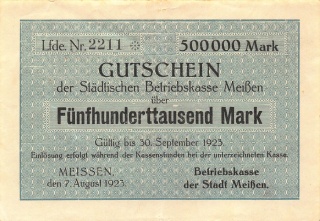 Lfde. Nr. 2211 ☆ 500000 Mark
GUTSCHEIN
der Städtischen Betriebskasse Meißen
über
Fünfhunderttausend Mark
Gültig bis 30. September 1923.
Einlösung erfolgt während der Kassenstunden bei der unterzeichneten Kasse.
MEISSEN, Betriebskasse
den 7. August 1923. der Stadt Meißen.